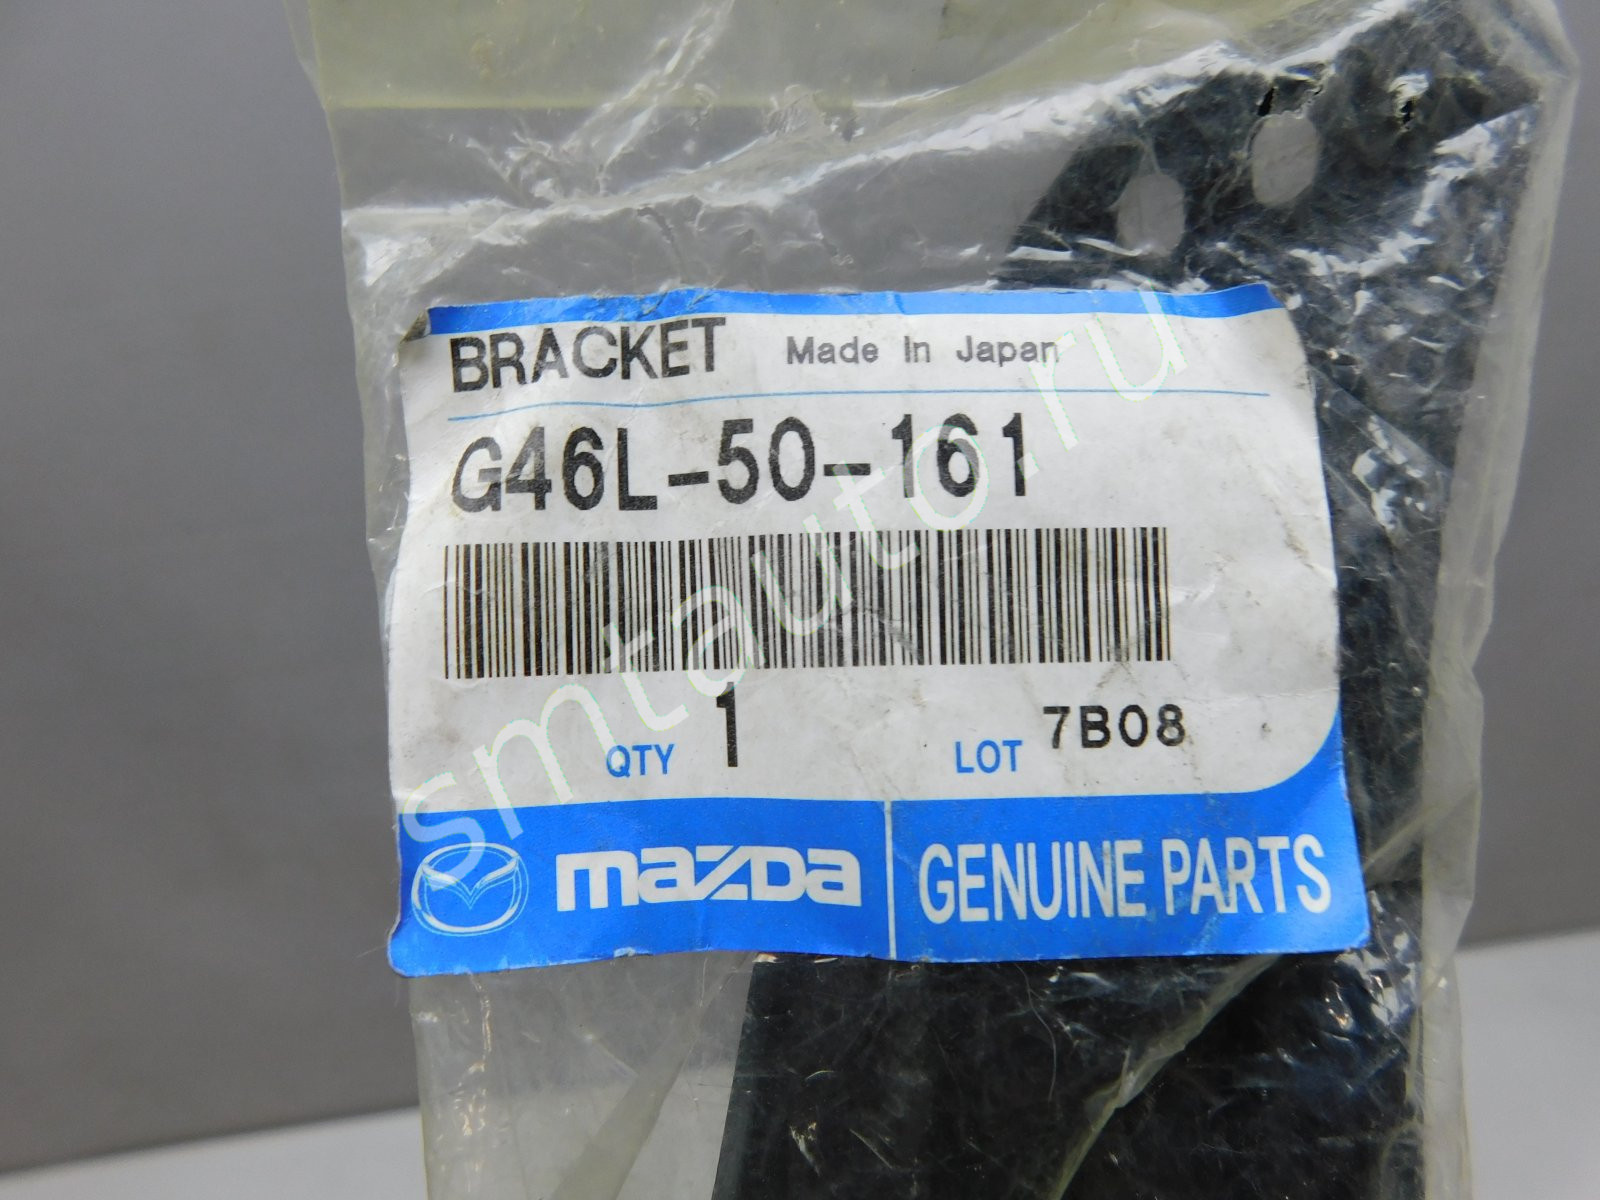 BRACKET Made In Japan
G46L-50-161
QTY 1 LOT 7B08
mazda GENUINE PARTS
smtauto.ru